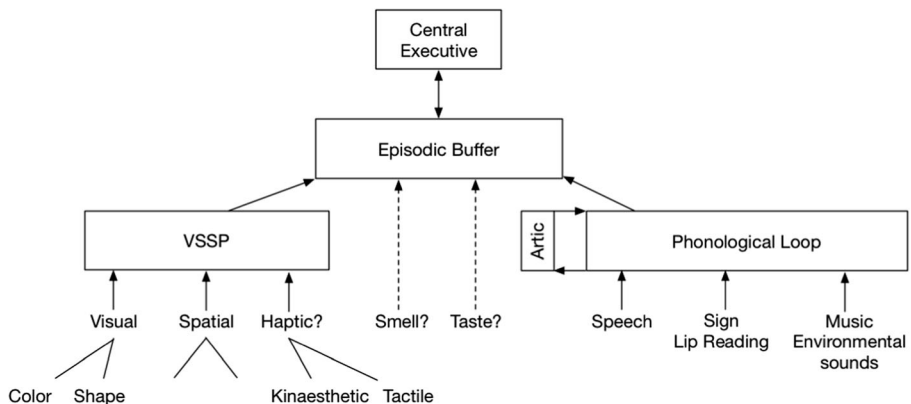 Central
Executive
Episodic Buffer
VSSP
Artic
Phonological Loop
Visual
Spatial
Haptic?
Smell?
Taste?
Speech
Sign
Lip Reading
Music
Environmental
sounds
Color
Shape
Kinaesthetic
Tactile